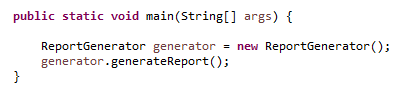 public static void main(String[] args) {
ReportGenerator generator = new ReportGenerator();
generator.generateReport();
}